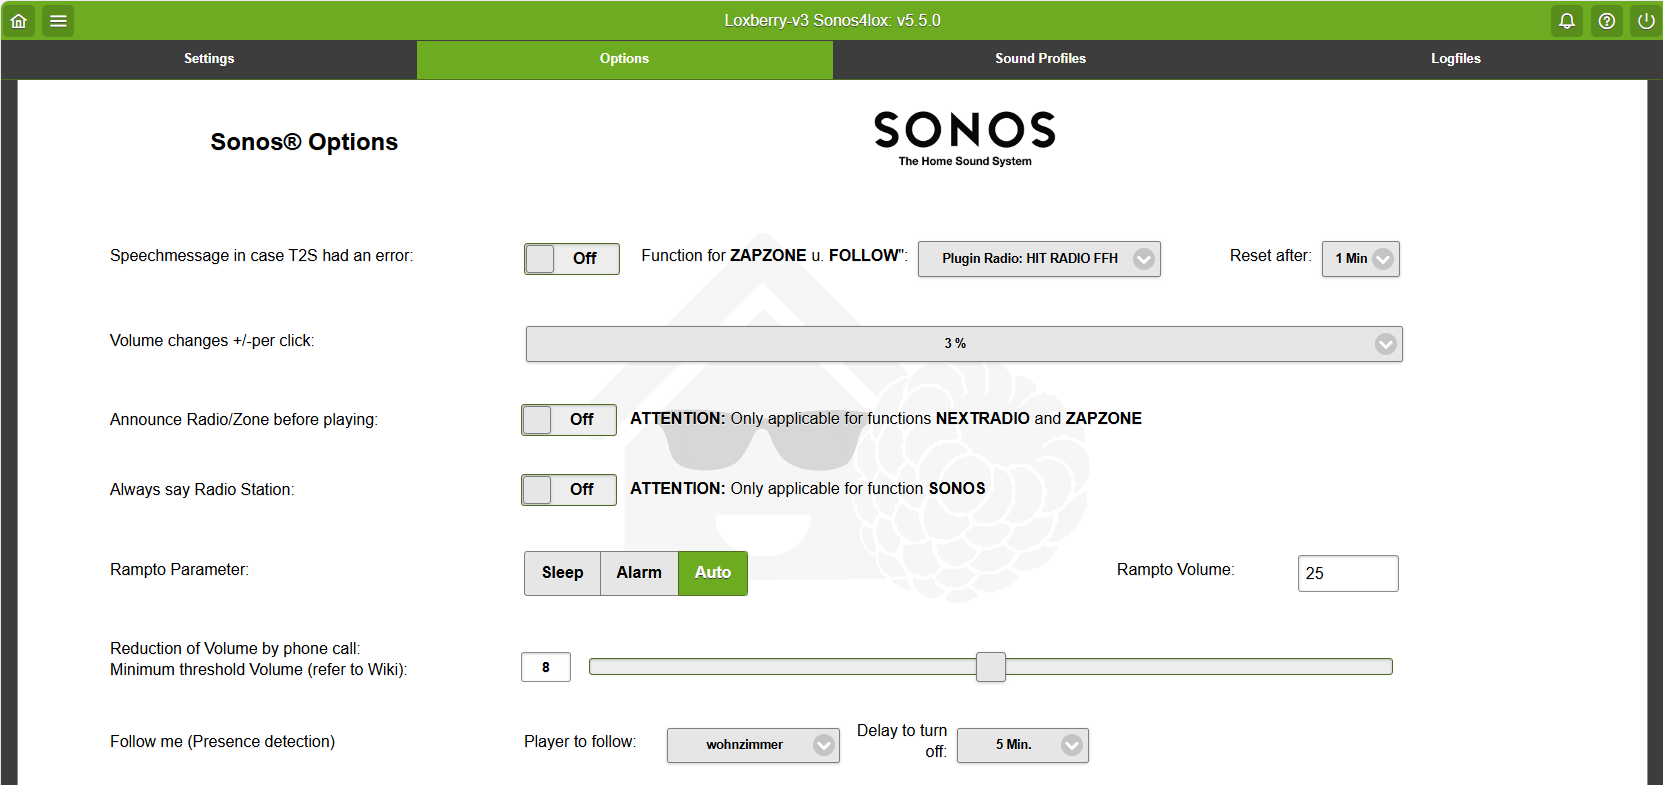 Loxberry-v3 Sonos4lox: v5.5.0
Settings
Options
Sound Profiles
Logfiles
Sonos® Options
SONOS
The Home Sound System
Speechmessage in case T2S had an error:
Off
Function for ZAPZONE u. FOLLOW":
Plugin Radio: HIT RADIO FFH
Reset after:
1 Min
Volume changes +/-per click:
3 %
Announce Radio/Zone before playing:
Off
ATTENTION: Only applicable for functions NEXTRADIO and ZAPZONE
Always say Radio Station:
Off
ATTENTION: Only applicable for function SONOS
Rampto Parameter:
Sleep
Alarm
Auto
Rampto Volume:
25
Reduction of Volume by phone call:
Minimum threshold Volume (refer to Wiki):
8
Follow me (Presence detection)
Player to follow:
wohnzimmer
Delay to turn
off:
5 Min.